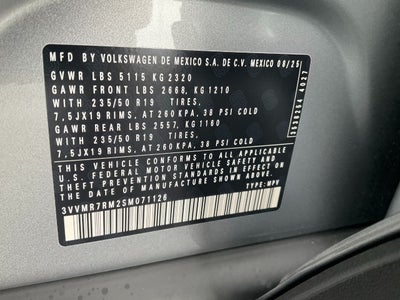 MFD BY VOLKSWAGEN DE MEXICO S.A. DE C.V. MEXICO 08/25
GVWR LBS 5115 KG 2320
GAWR FRONT LBS 2668, KG 1210
WITH 235/50 R19 TIRES,
7,5JX19 RIMS, AT 260 KPA, 38 PSI COLD
GAWR REAR LBS 2557, KG 1160
WITH 235/50 R19 TIRES,
7,5JX19 RIMS, AT 260 KPA, 38 PSI COLD
THIS VEHICLE CONFORMS TO ALL APPLICABLE
U.S. FEDERAL MOTOR VEHICLE SAFETY AND
THEFT PREVENTION STANDARDS IN EFFECT ON
THE DATE OF MANUFACTURE SHOWN ABOVE.
3VVMR7RM2SM071126 TYPE: MPV